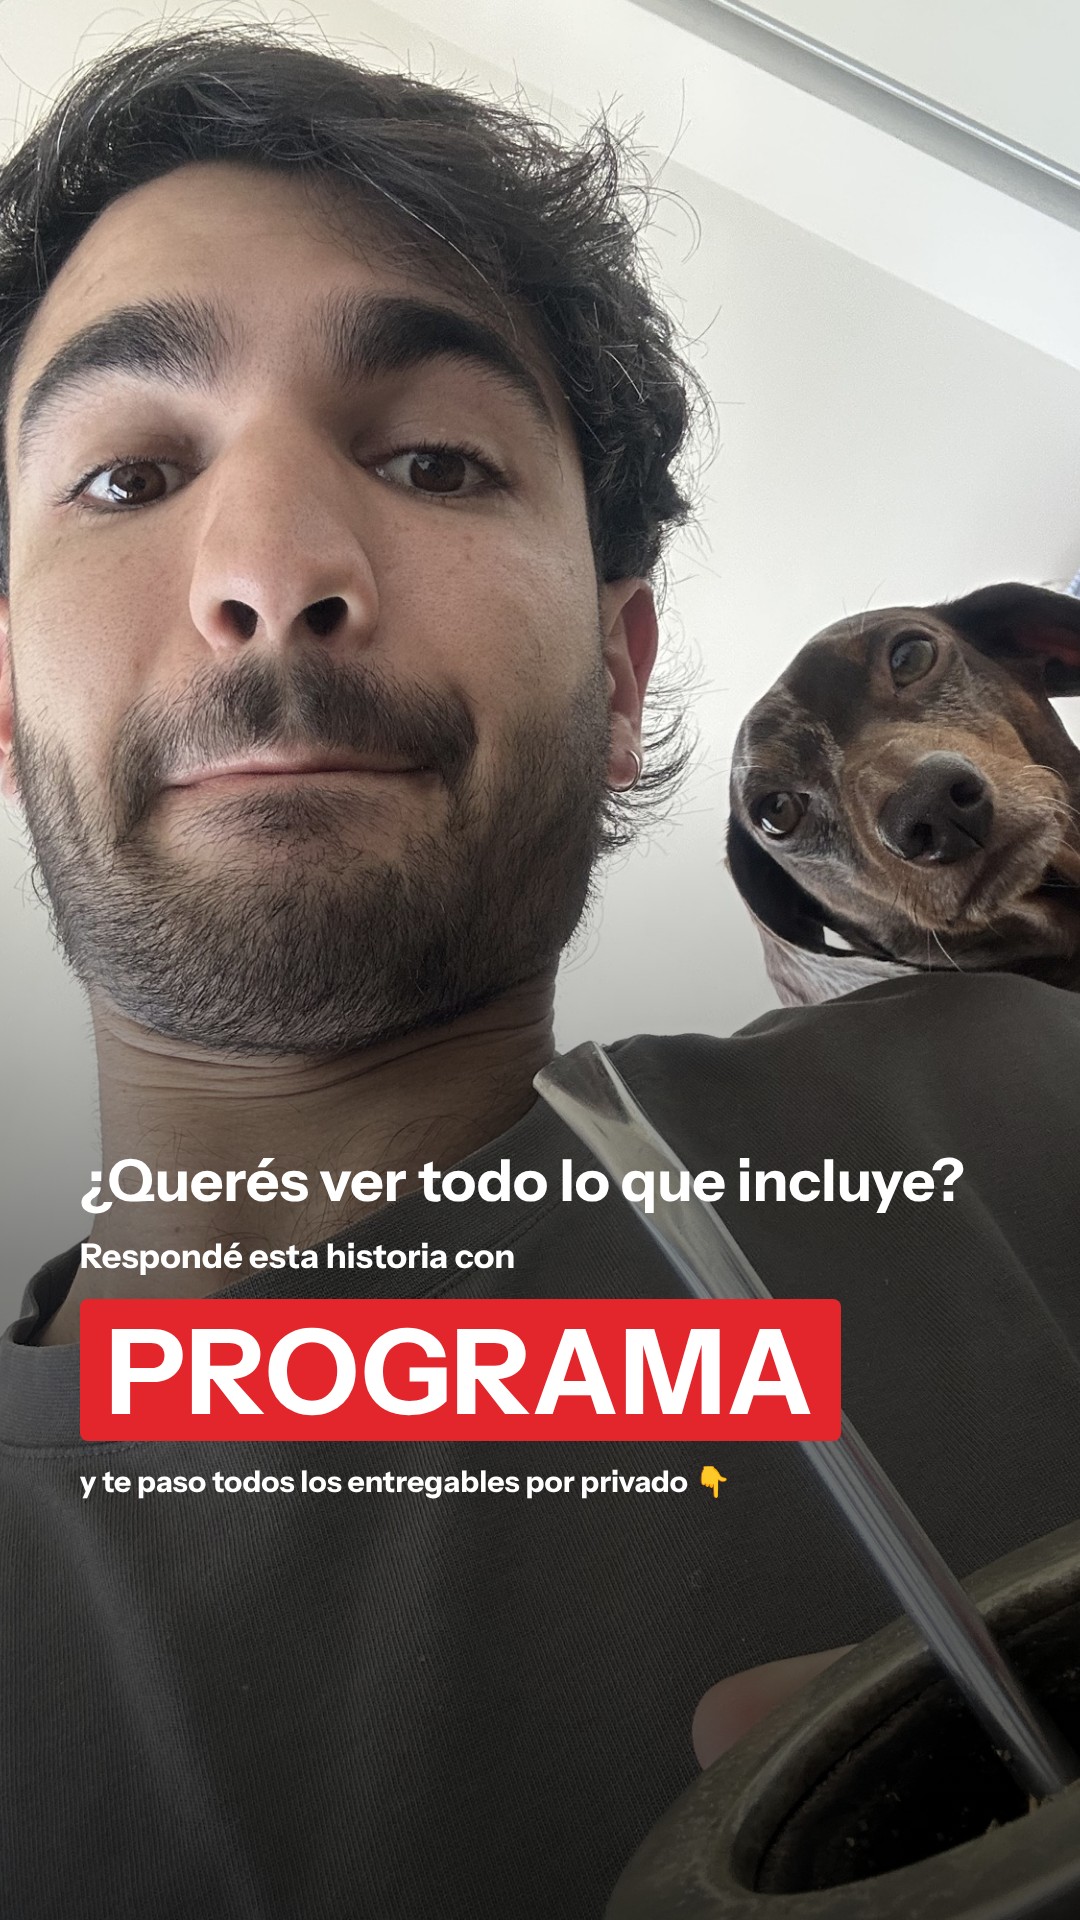 ¿Querés ver todo lo que incluye?
Respondé esta historia con
PROGRAMA
y te paso todos los entregables por privado 👇